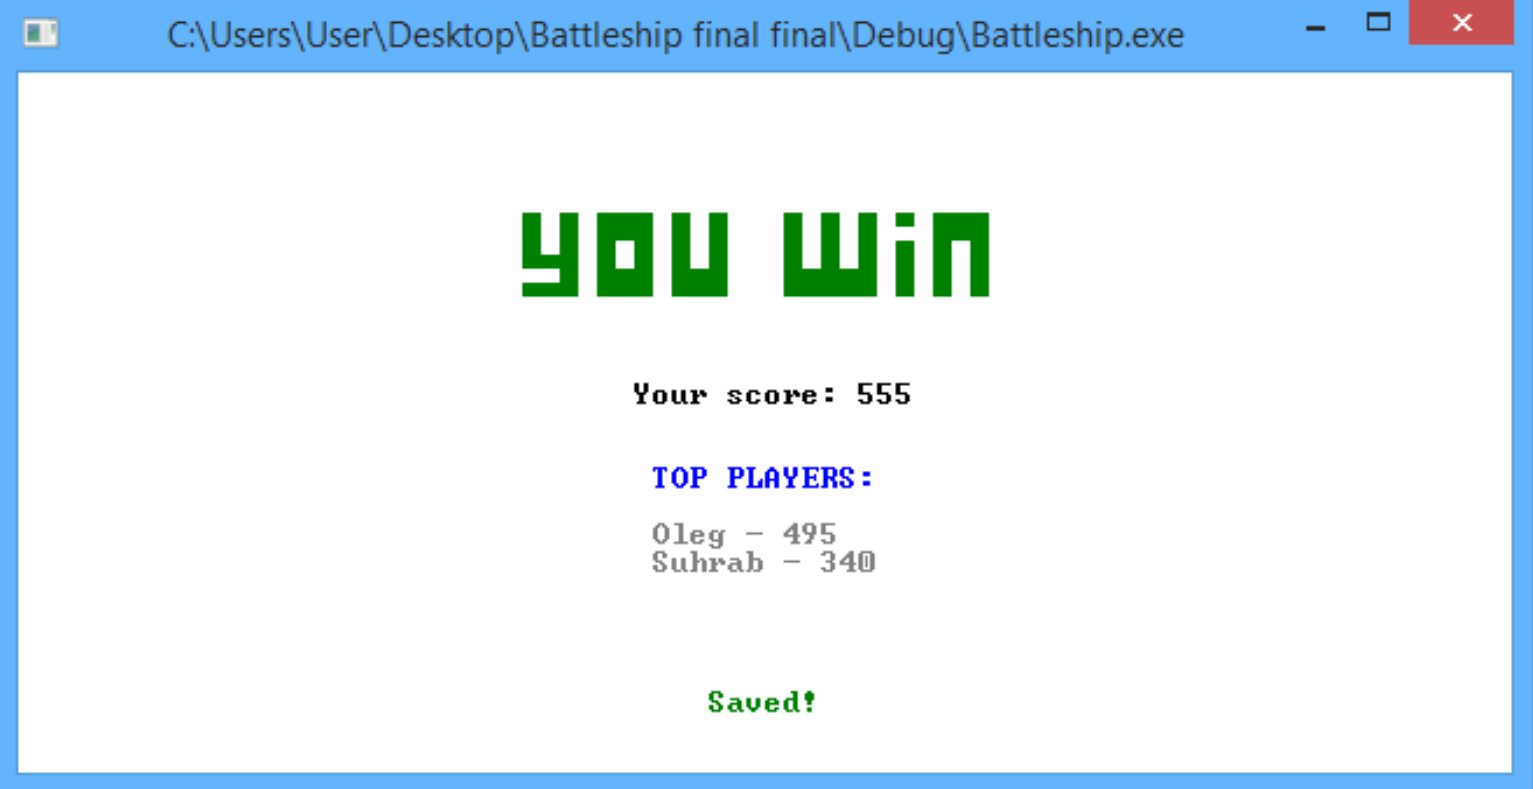 C:\Users\User\Desktop\Battleship final final\Debug\Battleship.exe
you win
Your score: 555
TOP PLAYERS:
Oleg - 495
Suhrab - 340
Saved!